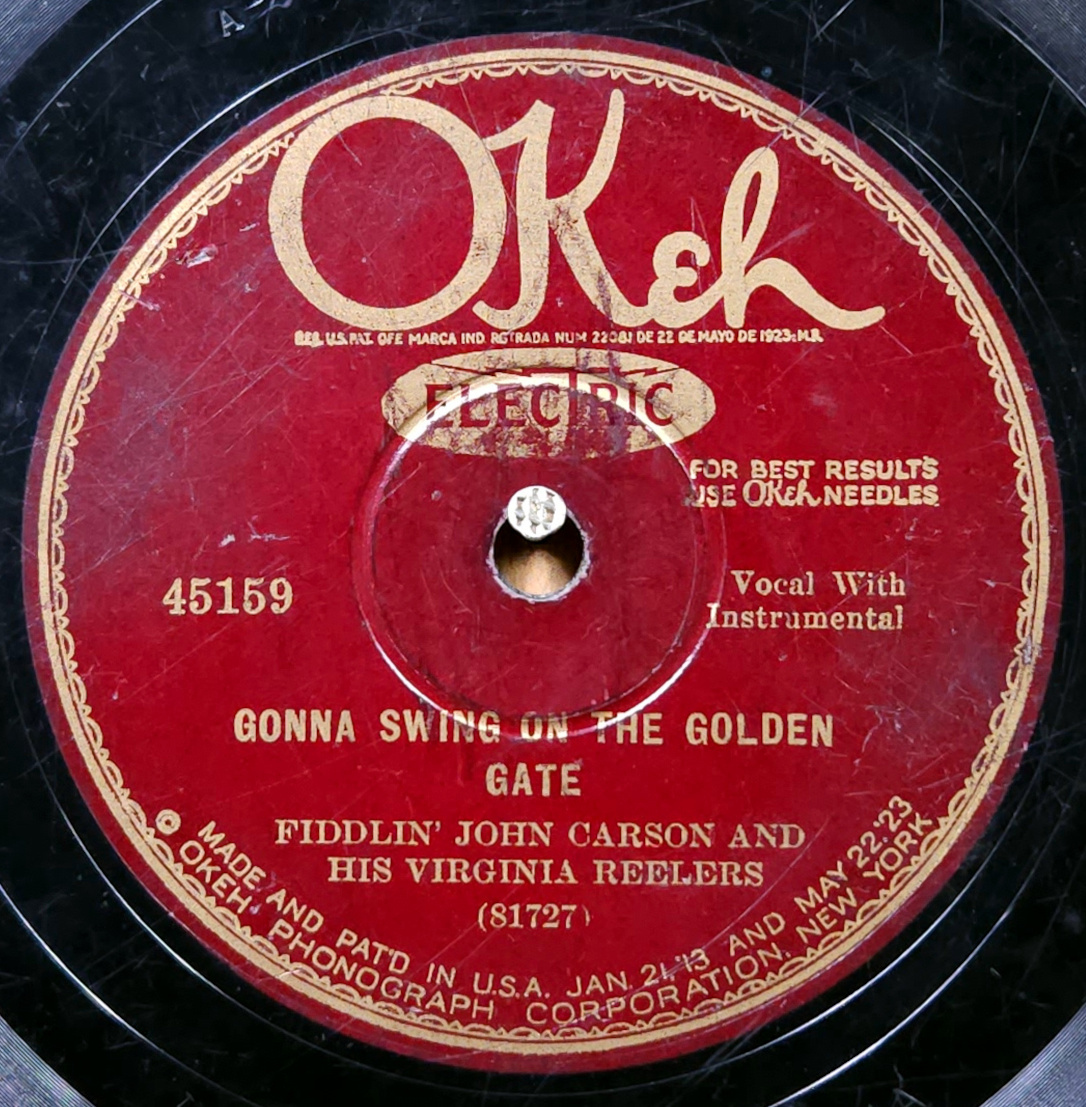 OKeh
REG. U.S. PAT. OFF. MARCA IND. RGTRADA NUM 22081 DE 22 DE MAYO DE 1923. M.R.
ELECTRIC
FOR BEST RESULTS
USE OKeh NEEDLES
45159
Vocal With
Instrumental
GONNA SWING ON THE GOLDEN
GATE
FIDDLIN' JOHN CARSON AND
HIS VIRGINIA REELERS
(81727)
MADE AND PAT'D IN U.S.A. JAN. 21.'13 AND MAY 22.'23
OKEH PHONOGRAPH CORPORATION, NEW YORK